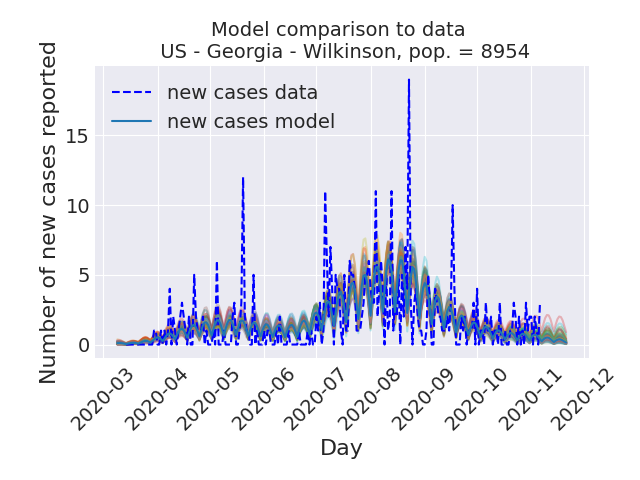 Model comparison to data
US - Georgia - Wilkinson, pop. = 8954
new cases data
new cases model
Number of new cases reported
15
10
5
0
2020-03
2020-04
2020-05
2020-06
2020-07
2020-08
2020-09
2020-10
2020-11
2020-12
Day